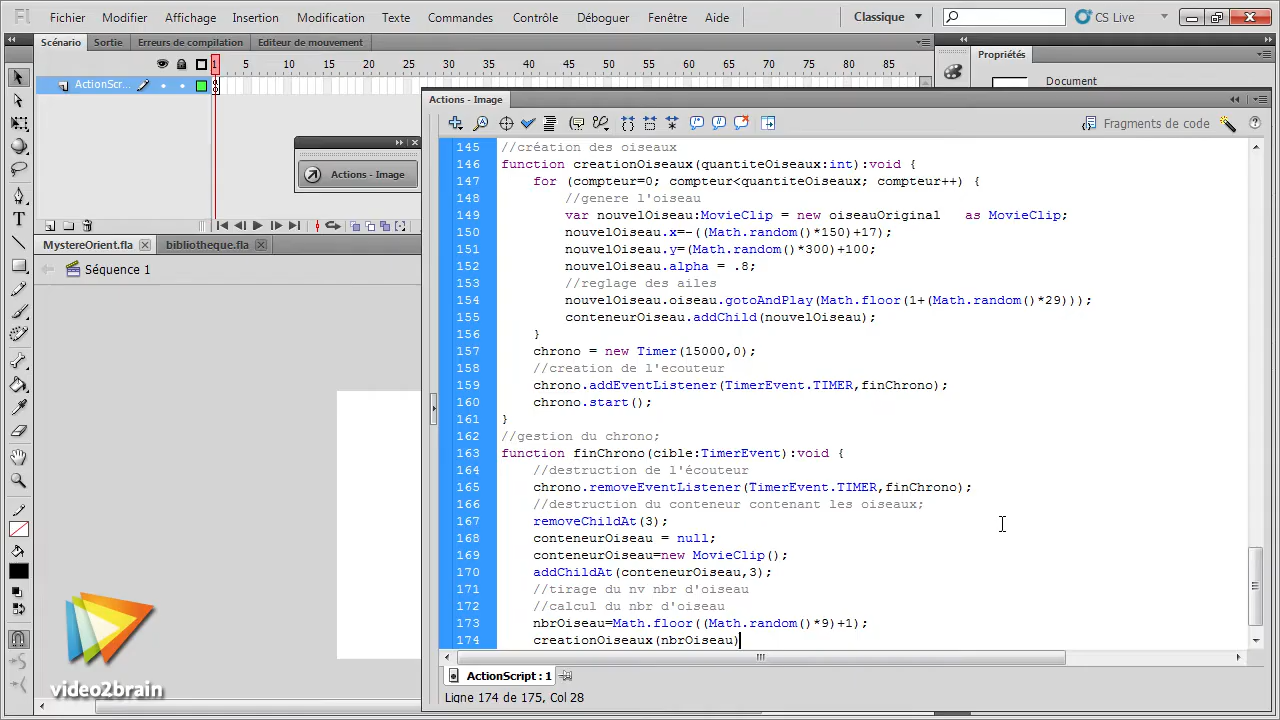 Fl Fichier Modifier Affichage Insertion Modification Texte Commandes Contrôle Déboguer Fenêtre Aide Classique CS Live
Scénario Sortie Erreurs de compilation Editeur de mouvement
Propriétés
1 5 10 15 20 25 30 35 40 45 50 55 60 65 70 75 80 85
ActionScr...
Document
Actions - Image
Fragments de code
Actions - Image
MystereOrient.fla bibliotheque.fla
Séquence 1
145 //création des oiseaux
146 function creationOiseaux(quantiteOiseaux:int):void {
147 for (compteur=0; compteur<quantiteOiseaux; compteur++) {
148 //genere l'oiseau
149 var nouvelOiseau:MovieClip = new oiseauOriginal as MovieClip;
150 nouvelOiseau.x=-((Math.random()*150)+17);
151 nouvelOiseau.y=(Math.random()*300)+100;
152 nouvelOiseau.alpha = .8;
153 //reglage des ailes
154 nouvelOiseau.oiseau.gotoAndPlay(Math.floor(1+(Math.random()*29)));
155 conteneurOiseau.addChild(nouvelOiseau);
156 }
157 chrono = new Timer(15000,0);
158 //creation de l'ecouteur
159 chrono.addEventListener(TimerEvent.TIMER,finChrono);
160 chrono.start();
161 }
162 //gestion du chrono;
163 function finChrono(cible:TimerEvent):void {
164 //destruction de l'écouteur
165 chrono.removeEventListener(TimerEvent.TIMER,finChrono);
166 //destruction du conteneur contenant les oiseaux;
167 removeChildAt(3);
168 conteneurOiseau = null;
169 conteneurOiseau=new MovieClip();
170 addChildAt(conteneurOiseau,3);
171 //tirage du nv nbr d'oiseau
172 //calcul du nbr d'oiseau
173 nbrOiseau=Math.floor((Math.random()*9)+1);
174 creationOiseaux(nbrOiseau)
ActionScript : 1
Ligne 174 de 175, Col 28
video2brain